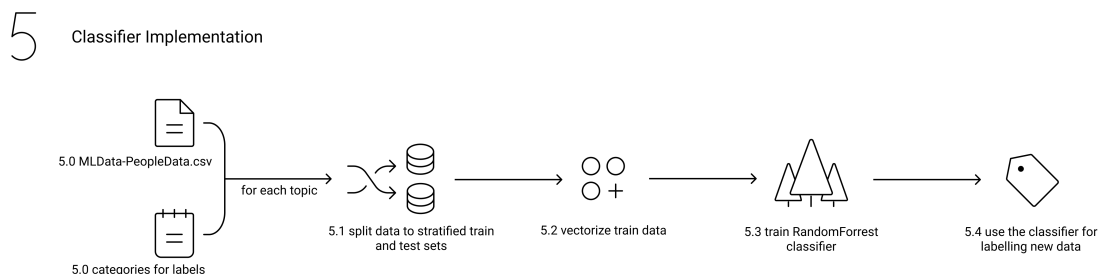 5
Classifier Implementation
5.0 MLData-PeopleData.csv
for each topic
5.0 categories for labels
5.1 split data to stratified train
and test sets
5.2 vectorize train data
5.3 train RandomForrest
classifier
5.4 use the classifier for
labelling new data